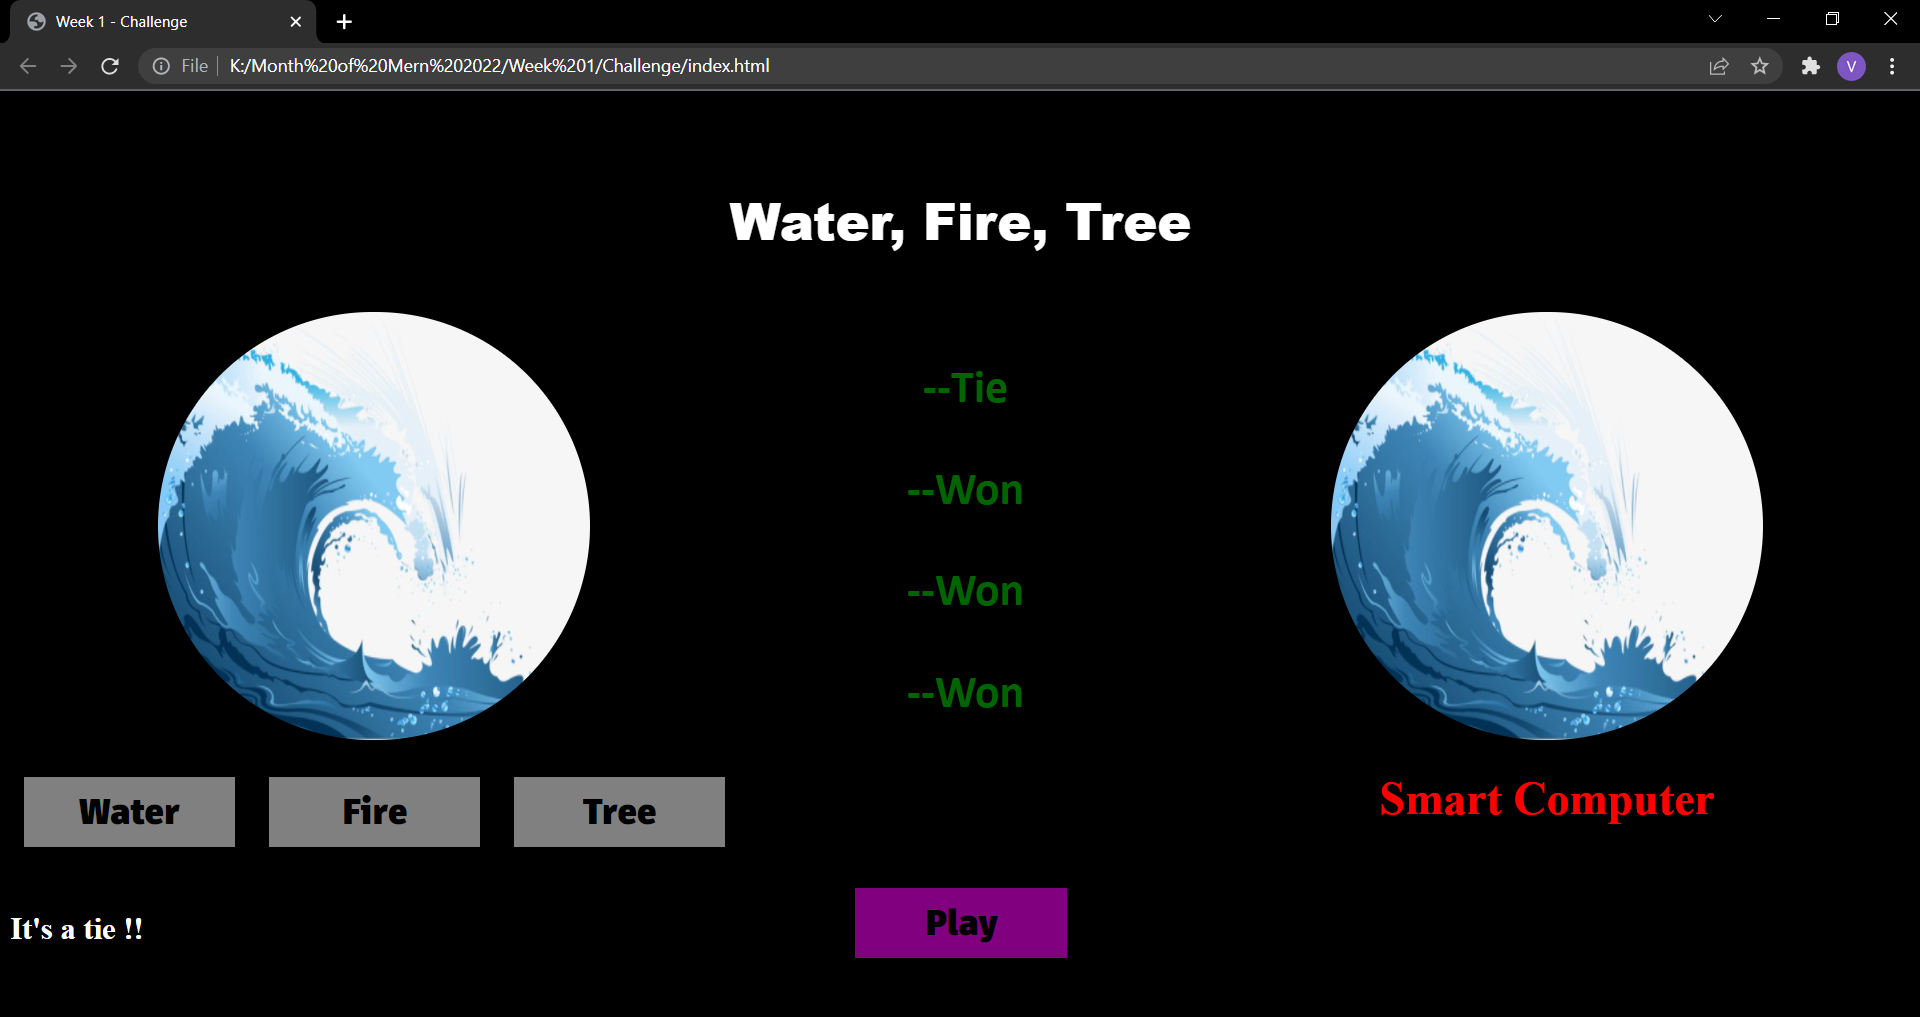 Week 1 - Challenge
File
K:/Month%20of%20Mern%202022/Week%201/Challenge/index.html
V
Water, Fire, Tree
--Tie
--Won
--Won
--Won
Water
Fire
Tree
Smart Computer
Play
It's a tie !!